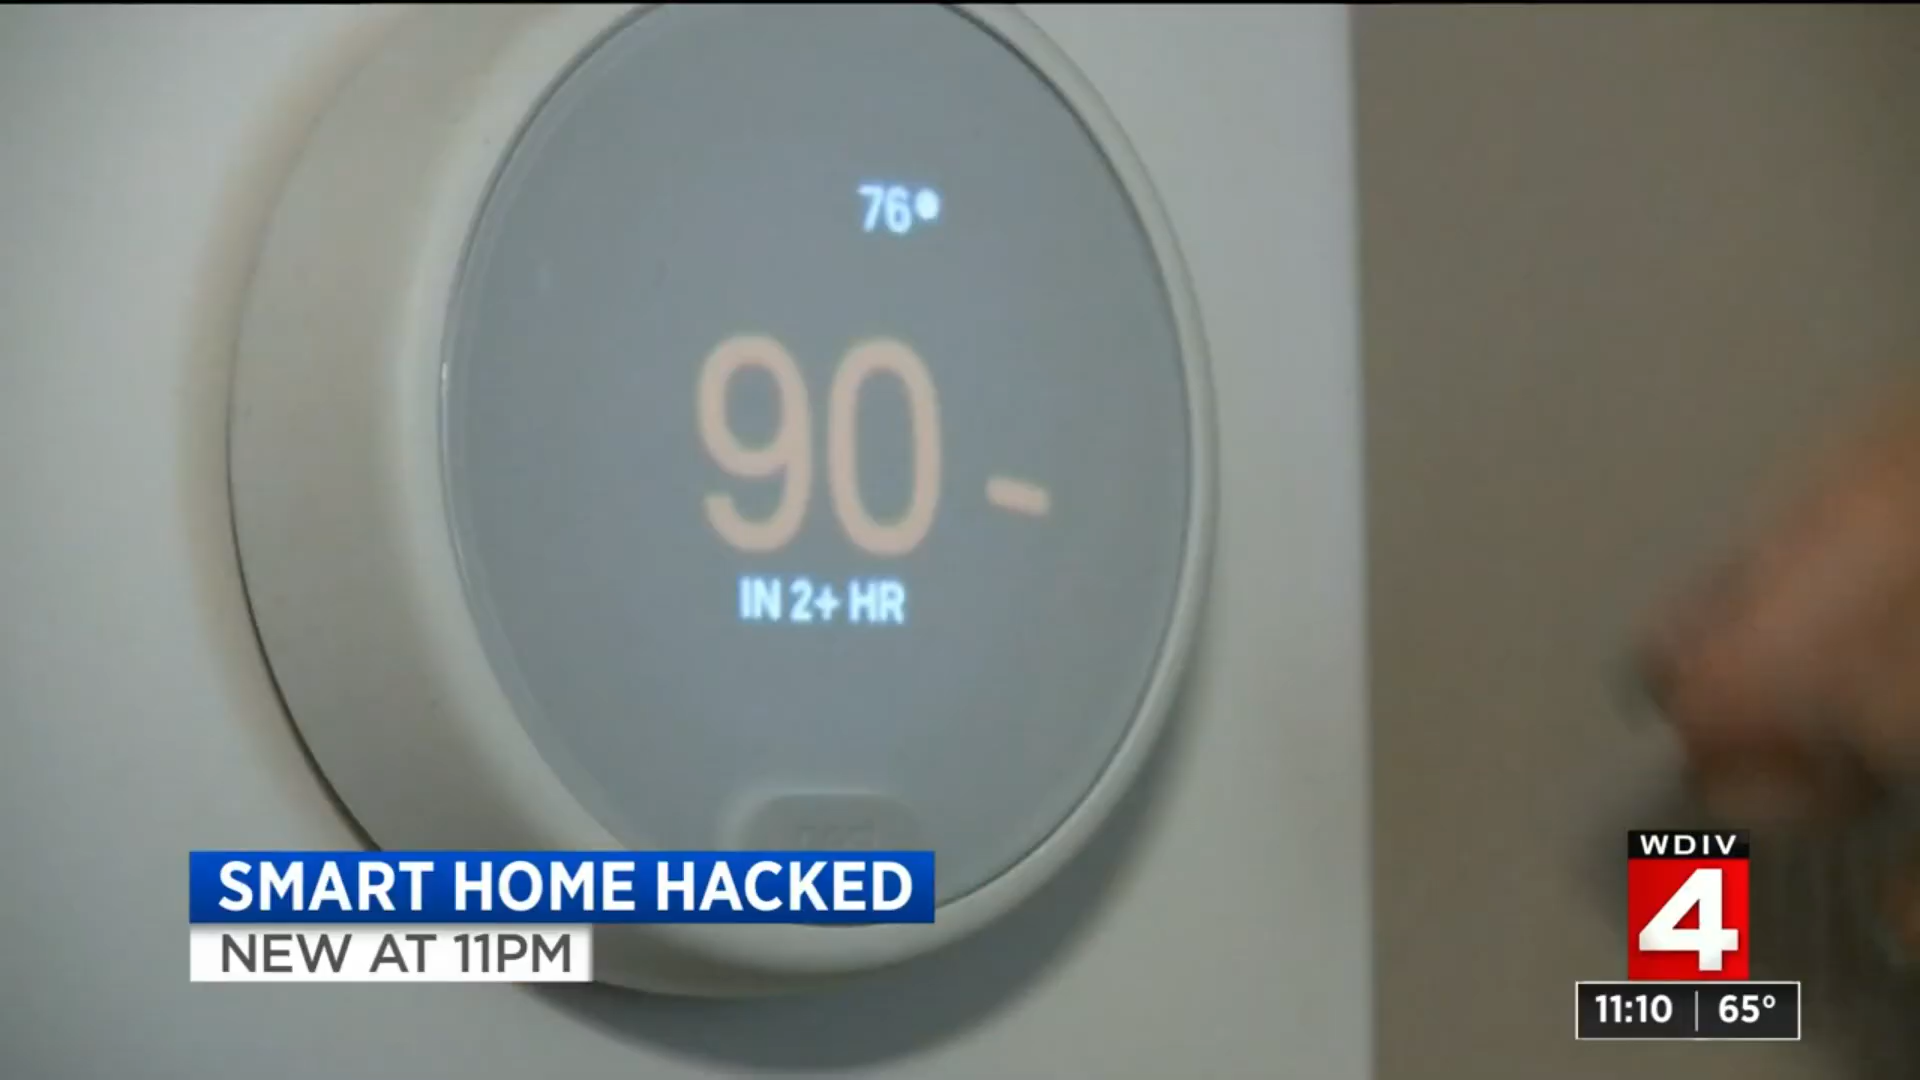 76•
90
IN 2+ HR
SMART HOME HACKED
NEW AT 11PM
WDIV
4
11:10 | 65°